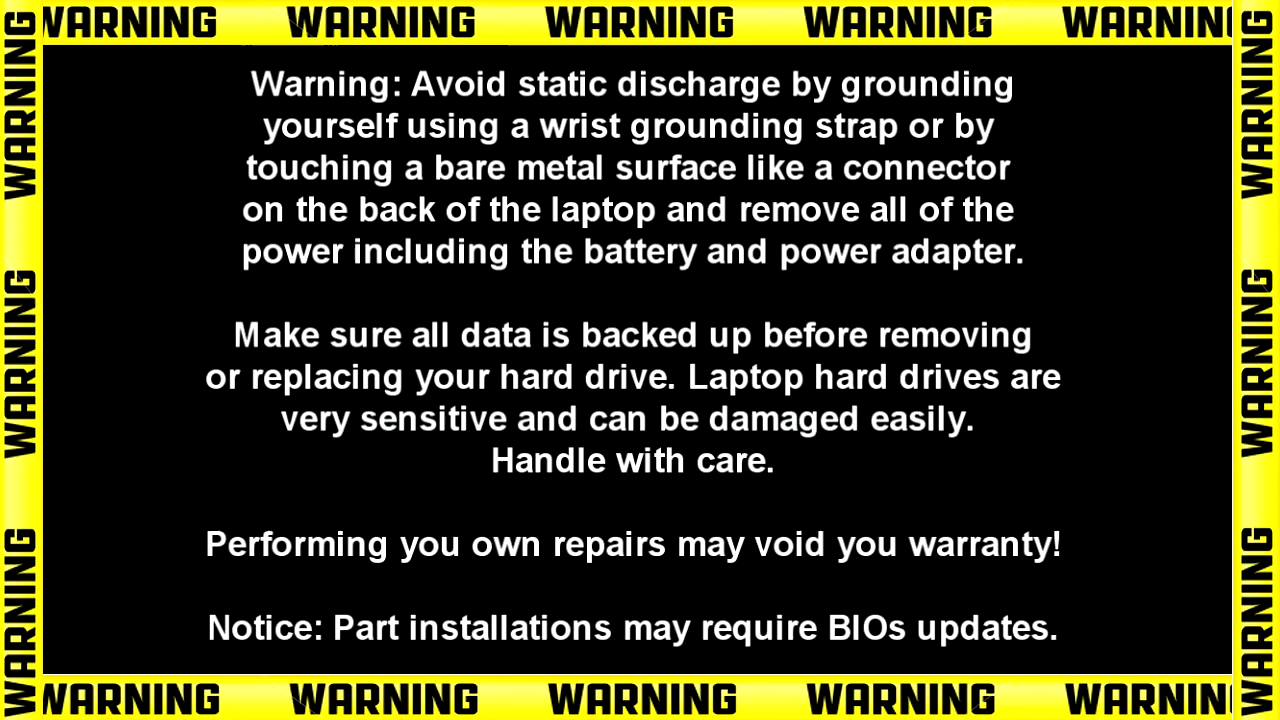 WARNING WARNING WARNING WARNING WARNING
WARNING
WARNING
WARNING
Warning: Avoid static discharge by grounding
yourself using a wrist grounding strap or by
touching a bare metal surface like a connector
on the back of the laptop and remove all of the
power including the battery and power adapter.
Make sure all data is backed up before removing
or replacing your hard drive. Laptop hard drives are
very sensitive and can be damaged easily.
Handle with care.
Performing you own repairs may void you warranty!
Notice: Part installations may require BIOs updates.
WARNING
WARNING
WARNING
WARNING WARNING WARNING WARNING WARNING